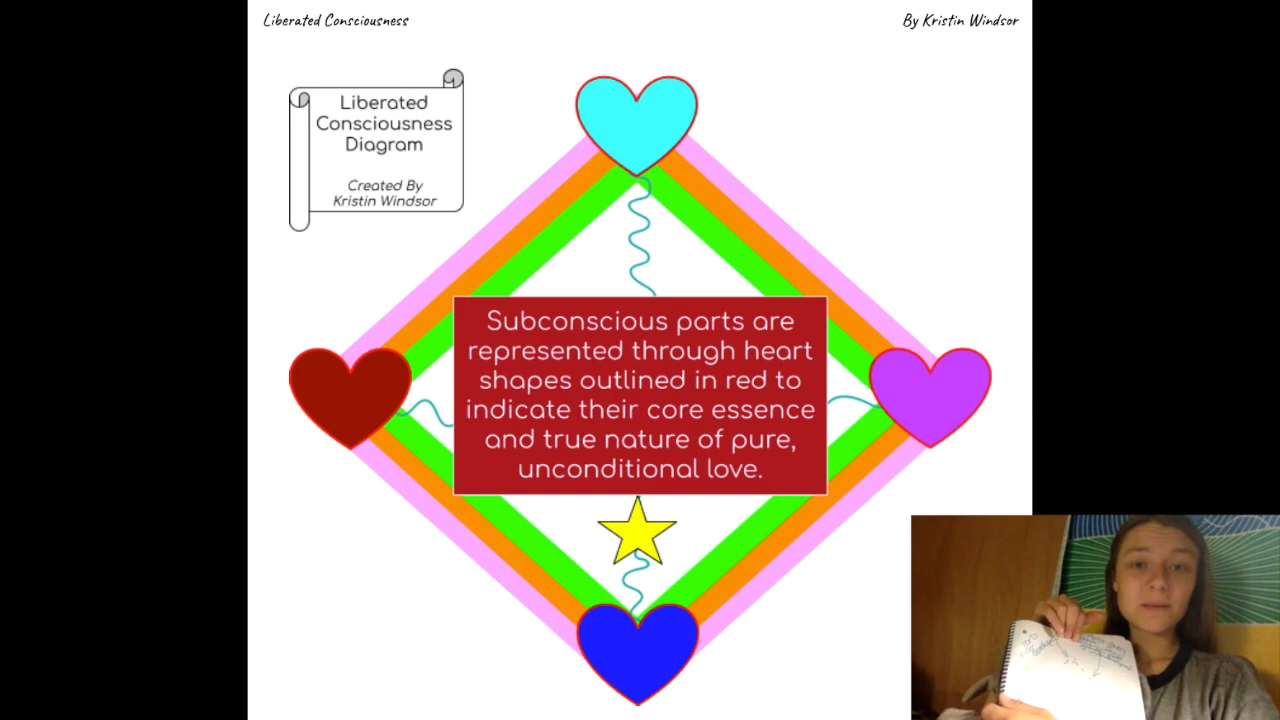 Liberated Consciousness
By Kristin Windsor
Liberated
Consciousness
Diagram
Created By
Kristin Windsor
Subconscious parts are
represented through heart
shapes outlined in red to
indicate their core essence
and true nature of pure,
unconditional love.